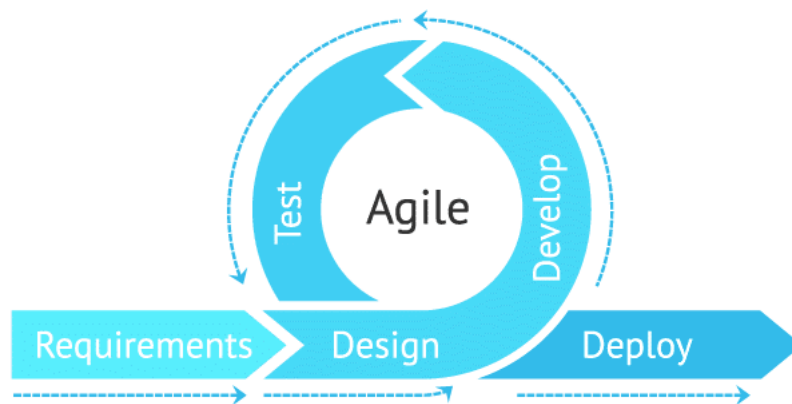 Agile
Test
Develop
Requirements
Design
Deploy